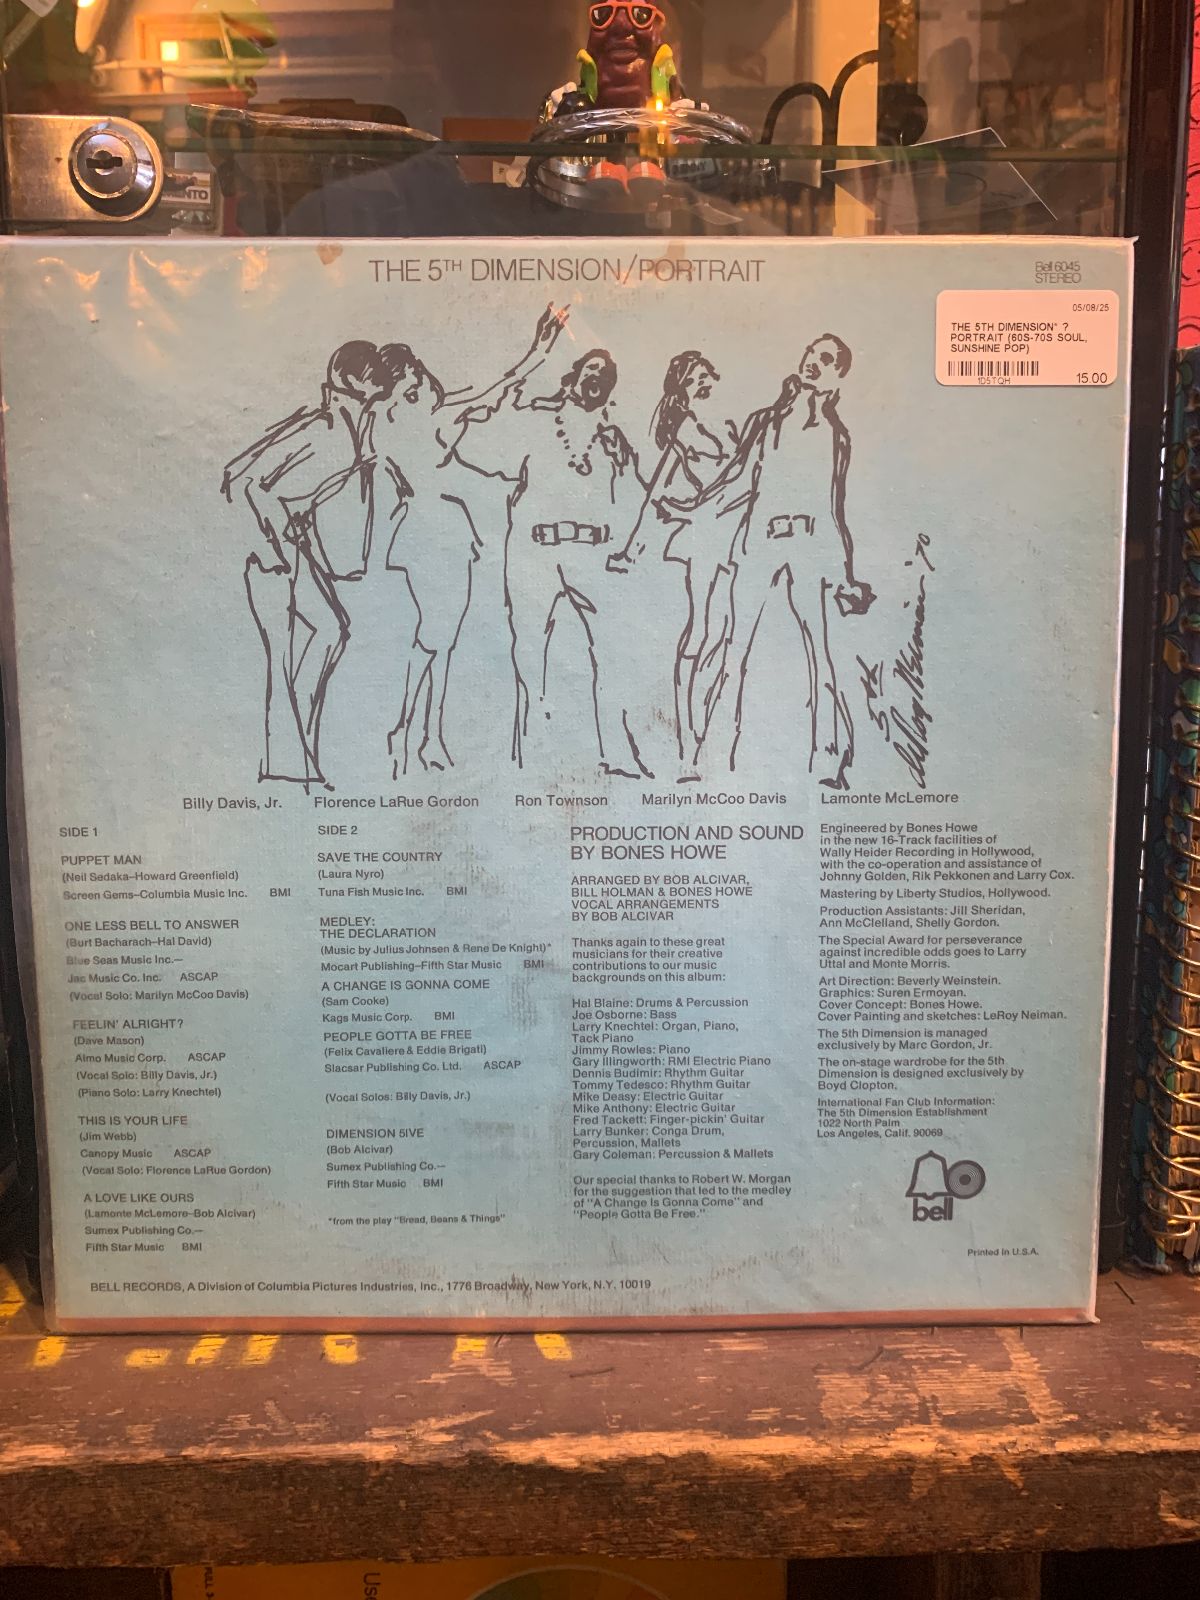 THE 5TH DIMENSION/PORTRAIT
Bell 6045
STEREO
05/08/25
THE 5TH DIMENSION* ?
PORTRAIT (60S-70S SOUL,
SUNSHINE POP)
1D5TQH
15.00
5th
LeRoy Neiman '70
Billy Davis, Jr.
Florence LaRue Gordon
Ron Townson
Marilyn McCoo Davis
Lamonte McLemore
SIDE 1
PUPPET MAN
(Neil Sedaka–Howard Greenfield)
Screen Gems–Columbia Music Inc. BMI
ONE LESS BELL TO ANSWER
(Burt Bacharach–Hal David)
Blue Seas Music Inc.—
Jac Music Co. Inc. ASCAP
(Vocal Solo: Marilyn McCoo Davis)
FEELIN' ALRIGHT?
(Dave Mason)
Almo Music Corp. ASCAP
(Vocal Solo: Billy Davis, Jr.)
(Piano Solo: Larry Knechtel)
THIS IS YOUR LIFE
(Jim Webb)
Canopy Music ASCAP
(Vocal Solo: Florence LaRue Gordon)
A LOVE LIKE OURS
(Lamonte McLemore–Bob Alcivar)
Sumex Publishing Co.—
Fifth Star Music BMI
SIDE 2
SAVE THE COUNTRY
(Laura Nyro)
Tuna Fish Music Inc. BMI
MEDLEY:
THE DECLARATION
(Music by Julius Johnsen & Rene De Knight)*
Mocart Publishing–Fifth Star Music BMI
A CHANGE IS GONNA COME
(Sam Cooke)
Kags Music Corp. BMI
PEOPLE GOTTA BE FREE
(Felix Cavaliere & Eddie Brigati)
Slacsar Publishing Co. Ltd. ASCAP
(Vocal Solos: Billy Davis, Jr.)
DIMENSION 5IVE
(Bob Alcivar)
Sumex Publishing Co.—
Fifth Star Music BMI
*from the play "Bread, Beans & Things"
PRODUCTION AND SOUND
BY BONES HOWE
ARRANGED BY BOB ALCIVAR,
BILL HOLMAN & BONES HOWE
VOCAL ARRANGEMENTS
BY BOB ALCIVAR
Thanks again to these great
musicians for their creative
contributions to our music
backgrounds on this album:
Hal Blaine: Drums & Percussion
Joe Osborne: Bass
Larry Knechtel: Organ, Piano,
Tack Piano
Jimmy Rowles: Piano
Gary Illingworth: RMI Electric Piano
Dennis Budimir: Rhythm Guitar
Tommy Tedesco: Rhythm Guitar
Mike Deasy: Electric Guitar
Mike Anthony: Electric Guitar
Fred Tackett: Finger-pickin' Guitar
Larry Bunker: Conga Drum,
Percussion, Mallets
Gary Coleman: Percussion & Mallets
Our special thanks to Robert W. Morgan
for the suggestion that led to the medley
of "A Change Is Gonna Come" and
"People Gotta Be Free."
Engineered by Bones Howe
in the new 16-Track facilities of
Wally Heider Recording in Hollywood,
with the co-operation and assistance of
Johnny Golden, Rik Pekkonen and Larry Cox.
Mastering by Liberty Studios, Hollywood.
Production Assistants: Jill Sheridan,
Ann McClelland, Shelly Gordon.
The Special Award for perseverance
against incredible odds goes to Larry
Uttal and Monte Morris.
Art Direction: Beverly Weinstein.
Graphics: Suren Ermoyan.
Cover Concept: Bones Howe.
Cover Painting and sketches: LeRoy Neiman.
The 5th Dimension is managed
exclusively by Marc Gordon, Jr.
The on-stage wardrobe for the 5th
Dimension is designed exclusively by
Boyd Clopton.
International Fan Club Information:
The 5th Dimension Establishment
1022 North Palm
Los Angeles, Calif. 90069
bell
Printed in U.S.A.
BELL RECORDS, A Division of Columbia Pictures Industries, Inc., 1776 Broadway, New York, N.Y. 10019